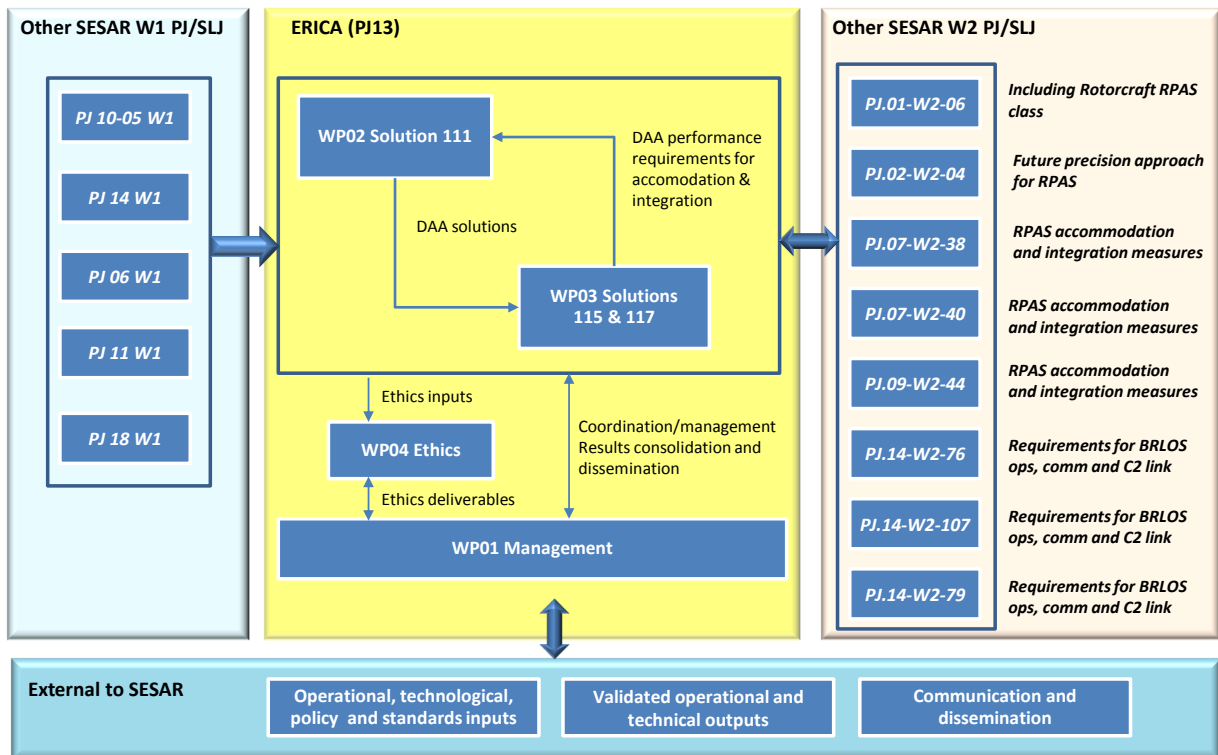 Other SESAR W1 PJ/SLJ
PJ 10-05 W1
PJ 14 W1
PJ 06 W1
PJ 11 W1
PJ 18 W1
ERICA (PJ13)
WP02 Solution 111
DAA performance
requirements for
accomodation &
integration
DAA solutions
WP03 Solutions
115 & 117
Ethics inputs
WP04 Ethics
Coordination/management
Results consolidation and
dissemination
Ethics deliverables
WP01 Management
Other SESAR W2 PJ/SLJ
PJ.01-W2-06
Including Rotorcraft RPAS
class
PJ.02-W2-04
Future precision approach
for RPAS
PJ.07-W2-38
RPAS accommodation
and integration measures
PJ.07-W2-40
RPAS accommodation
and integration measures
PJ.09-W2-44
RPAS accommodation
and integration measures
PJ.14-W2-76
Requirements for BRLOS
ops, comm and C2 link
PJ.14-W2-107
Requirements for BRLOS
ops, comm and C2 link
PJ.14-W2-79
Requirements for BRLOS
ops, comm and C2 link
External to SESAR
Operational, technological,
policy and standards inputs
Validated operational and
technical outputs
Communication and
dissemination